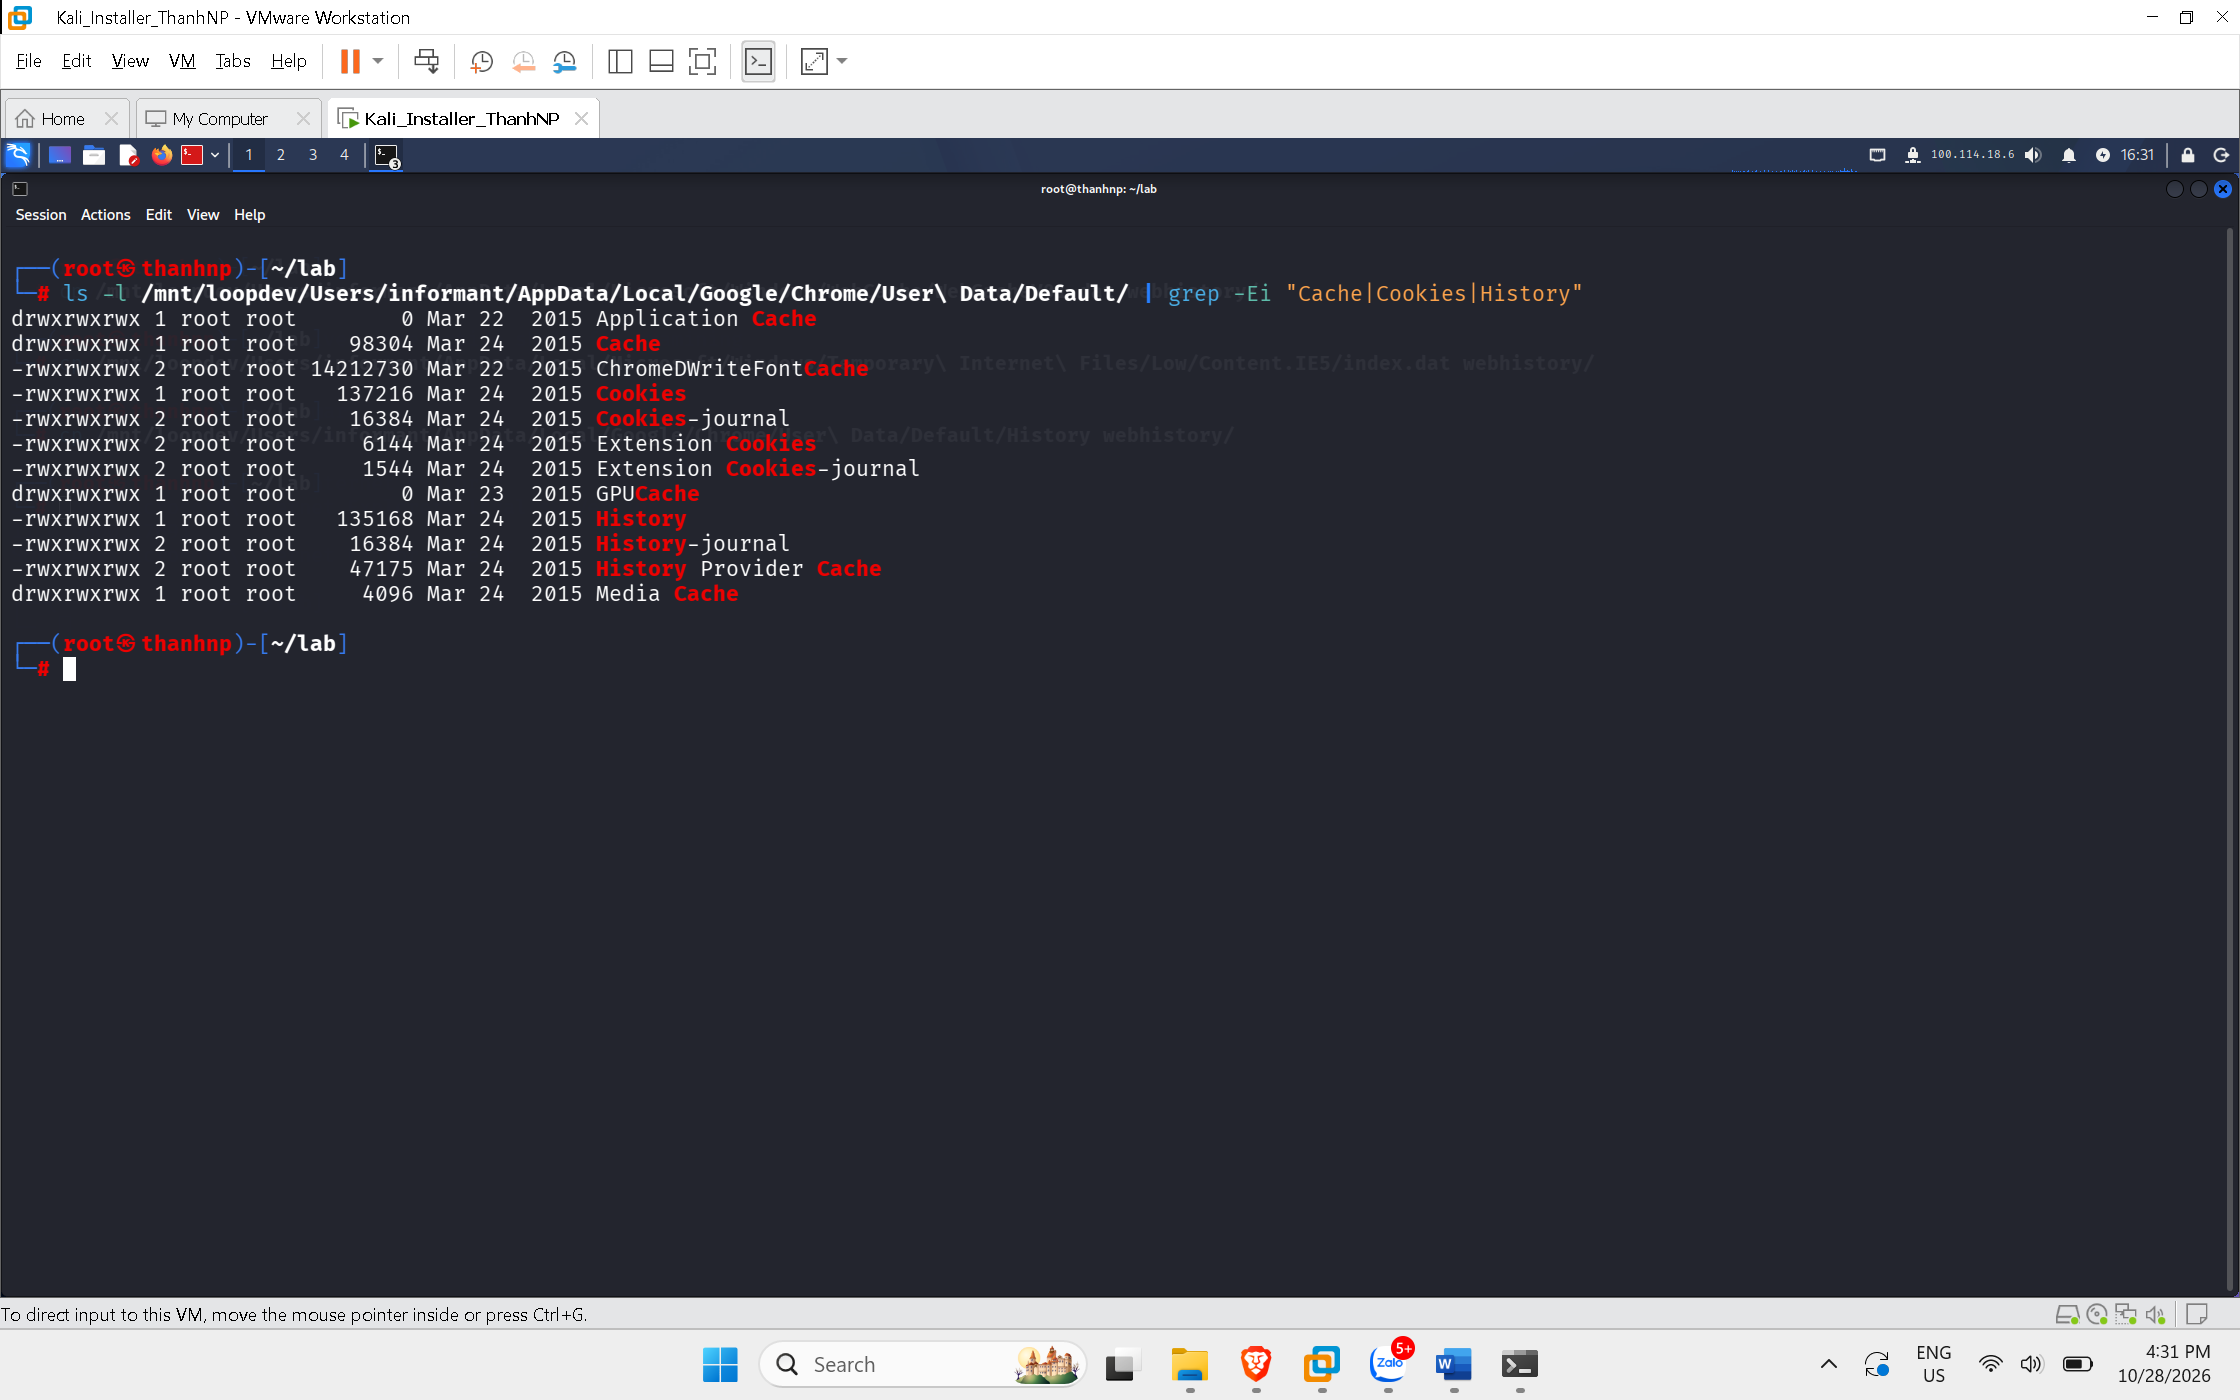 Kali_Installer_ThanhNP - VMware Workstation
File Edit View VM Tabs Help
Home My Computer Kali_Installer_ThanhNP
1 2 3 4 3 100.114.18.6 16:31
root@thanhnp: ~/lab
Session Actions Edit View Help
┌──(root㉿thanhnp)-[~/lab]
└─# ls -l /mnt/loopdev/Users/informant/AppData/Local/Google/Chrome/User\ Data/Default/ | grep -Ei "Cache|Cookies|History"
drwxrwxrwx 1 root root        0 Mar 22  2015 Application Cache
drwxrwxrwx 1 root root    98304 Mar 24  2015 Cache
-rwxrwxrwx 2 root root 14212730 Mar 22  2015 ChromeDWriteFontCache
-rwxrwxrwx 1 root root   137216 Mar 24  2015 Cookies
-rwxrwxrwx 2 root root    16384 Mar 24  2015 Cookies-journal
-rwxrwxrwx 2 root root     6144 Mar 24  2015 Extension Cookies
-rwxrwxrwx 2 root root     1544 Mar 24  2015 Extension Cookies-journal
drwxrwxrwx 1 root root        0 Mar 23  2015 GPUCache
-rwxrwxrwx 1 root root   135168 Mar 24  2015 History
-rwxrwxrwx 2 root root    16384 Mar 24  2015 History-journal
-rwxrwxrwx 2 root root    47175 Mar 24  2015 History Provider Cache
drwxrwxrwx 1 root root     4096 Mar 24  2015 Media Cache
┌──(root㉿thanhnp)-[~/lab]
└─#
To direct input to this VM, move the mouse pointer inside or press Ctrl+G.
Search Zalo 5+ W ENG 4:31 PM
US 10/28/2026